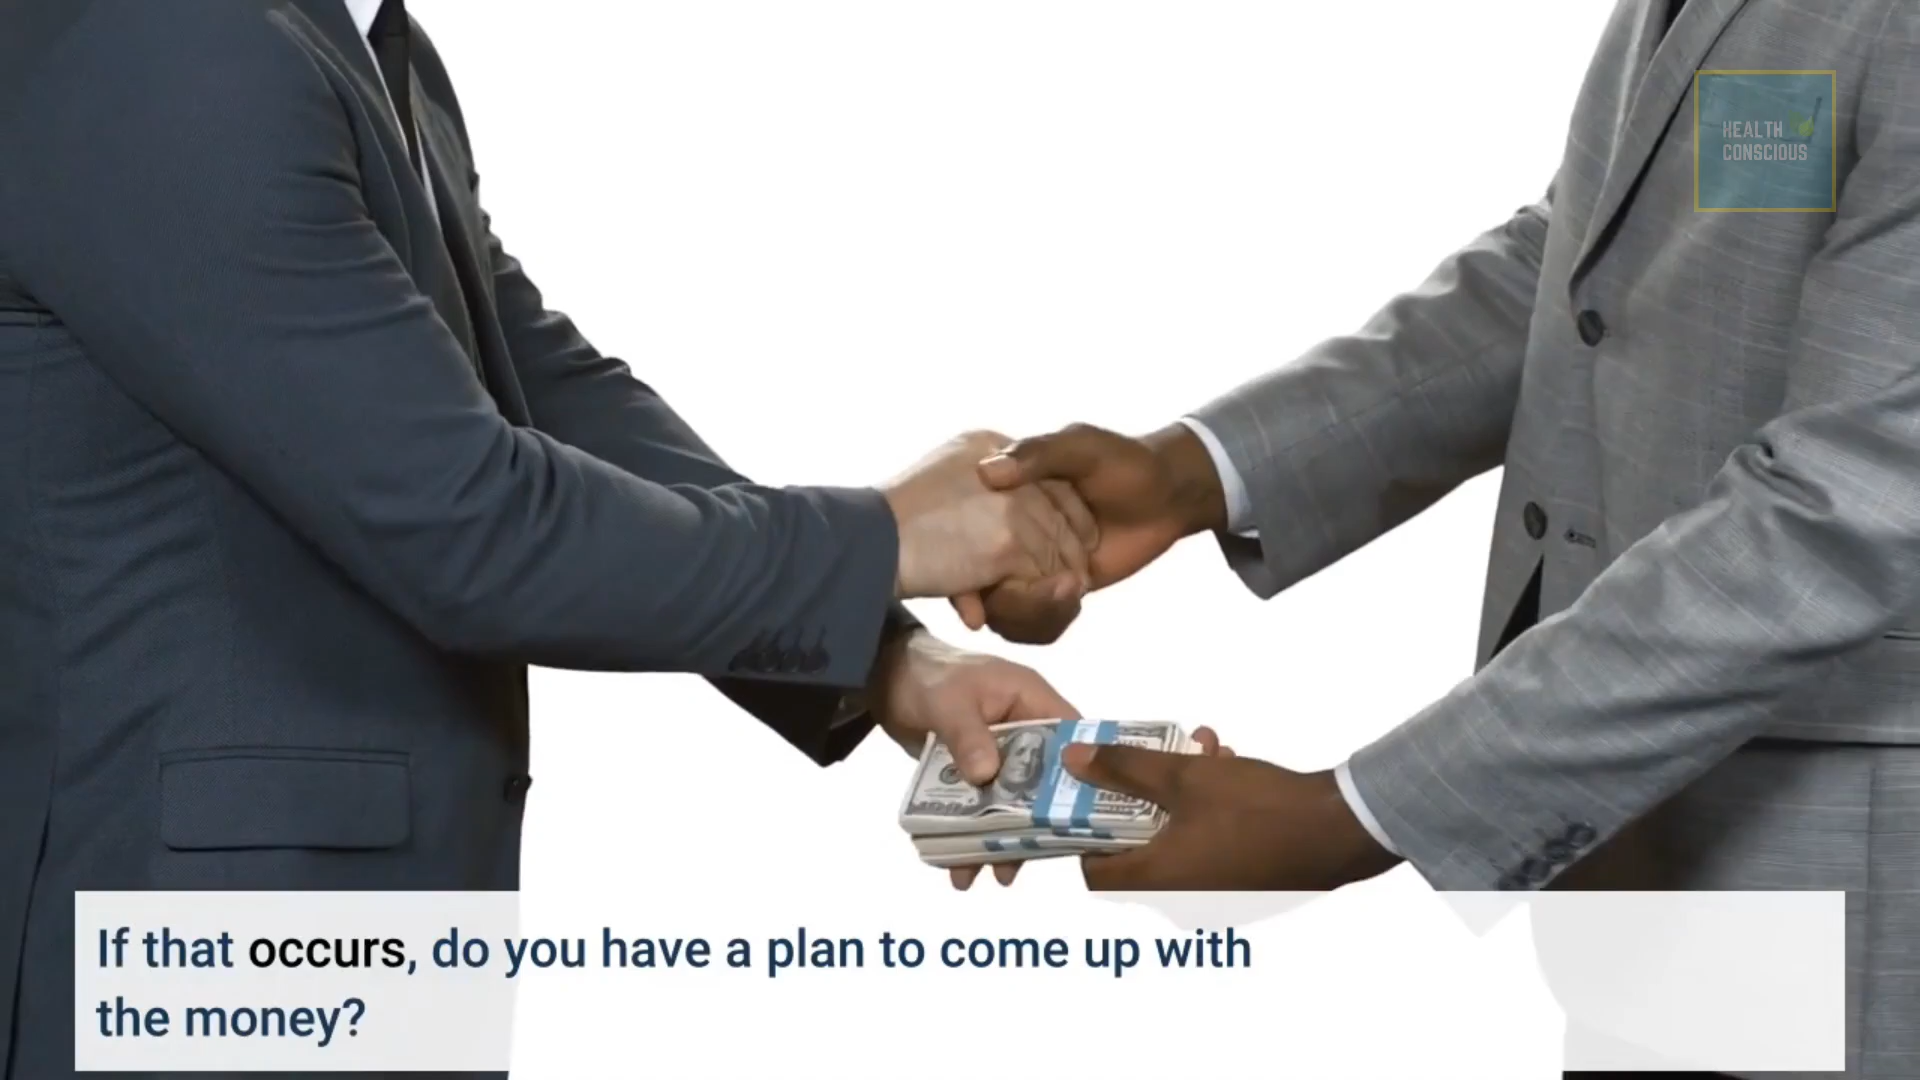 HEALTH
CONSCIOUS
If that occurs, do you have a plan to come up with
the money?